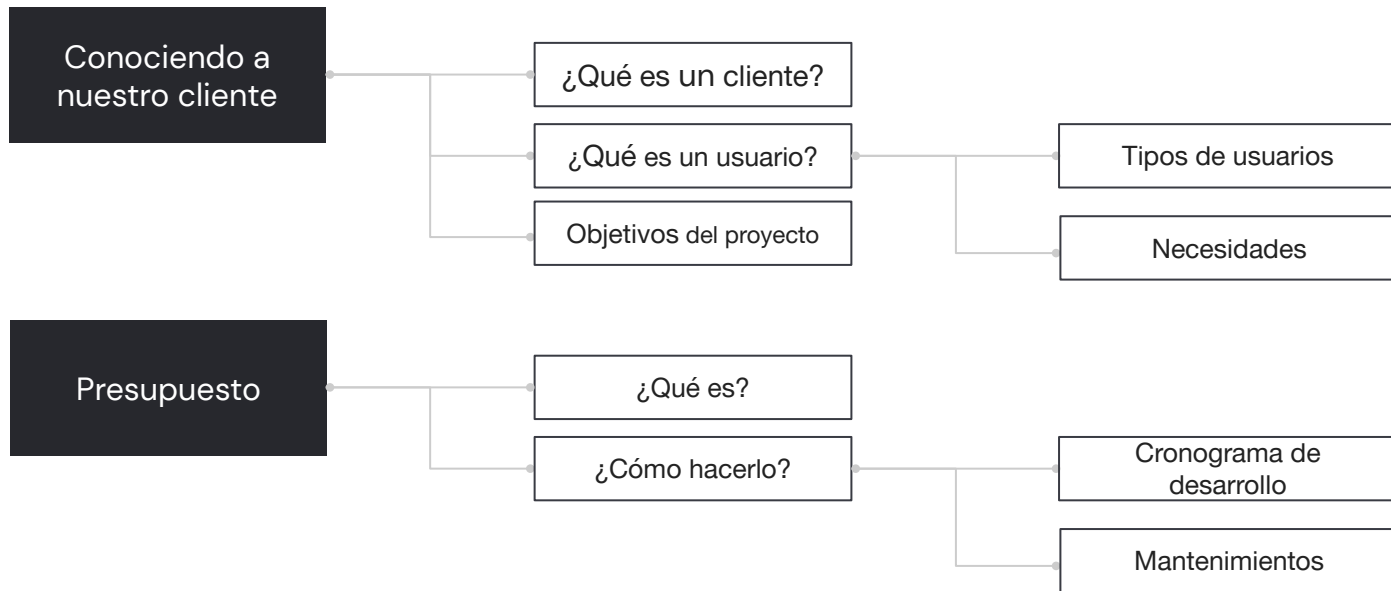 Conociendo a
nuestro cliente
¿Qué es un cliente?
¿Qué es un usuario?
Tipos de usuarios
Objetivos del proyecto
Necesidades
Presupuesto
¿Qué es?
¿Cómo hacerlo?
Cronograma de
desarrollo
Mantenimientos